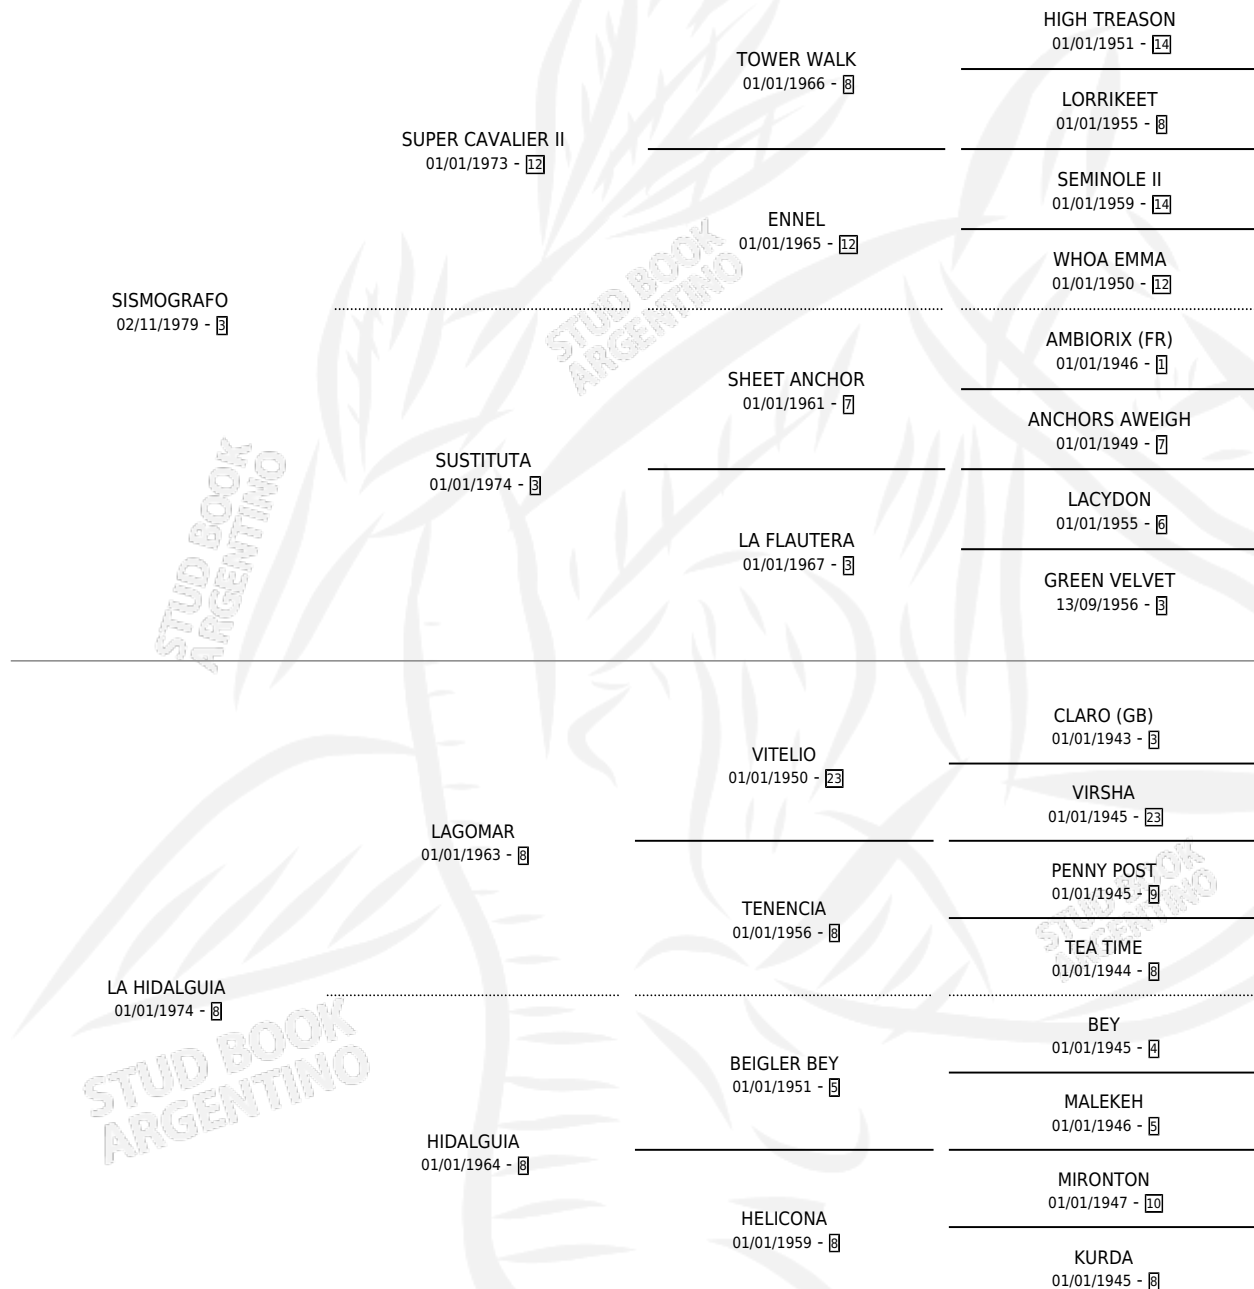 HIGH TREASON
01/01/1951 - 14
TOWER WALK
01/01/1966 - 8
LORRIKEET
01/01/1955 - 8
SUPER CAVALIER II
01/01/1973 - 12
SEMINOLE II
01/01/1959 - 14
ENNEL
01/01/1965 - 12
WHOA EMMA
01/01/1950 - 12
SISMOGRAFO
02/11/1979 - 3
STUD BOOK
ARGENTINO
AMBIORIX (FR)
01/01/1946 - 1
SHEET ANCHOR
01/01/1961 - 7
ANCHORS AWEIGH
01/01/1949 - 7
SUSTITUTA
01/01/1974 - 3
LACYDON
01/01/1955 - 6
LA FLAUTERA
01/01/1967 - 3
GREEN VELVET
13/09/1956 - 3
STUD BOOK
ARGENTINO
CLARO (GB)
01/01/1943 - 3
VITELIO
01/01/1950 - 23
VIRSHA
01/01/1945 - 23
LAGOMAR
01/01/1963 - 8
PENNY POST
01/01/1945 - 9
TENENCIA
01/01/1956 - 8
TEA TIME
01/01/1944 - 8
STUD BOOK
ARGENTINO
LA HIDALGUIA
01/01/1974 - 8
BEY
01/01/1945 - 4
BEIGLER BEY
01/01/1951 - 5
MALEKEH
01/01/1946 - 5
STUD BOOK
ARGENTINO
HIDALGUIA
01/01/1964 - 8
MIRONTON
01/01/1947 - 10
HELICONA
01/01/1959 - 8
KURDA
01/01/1945 - 8